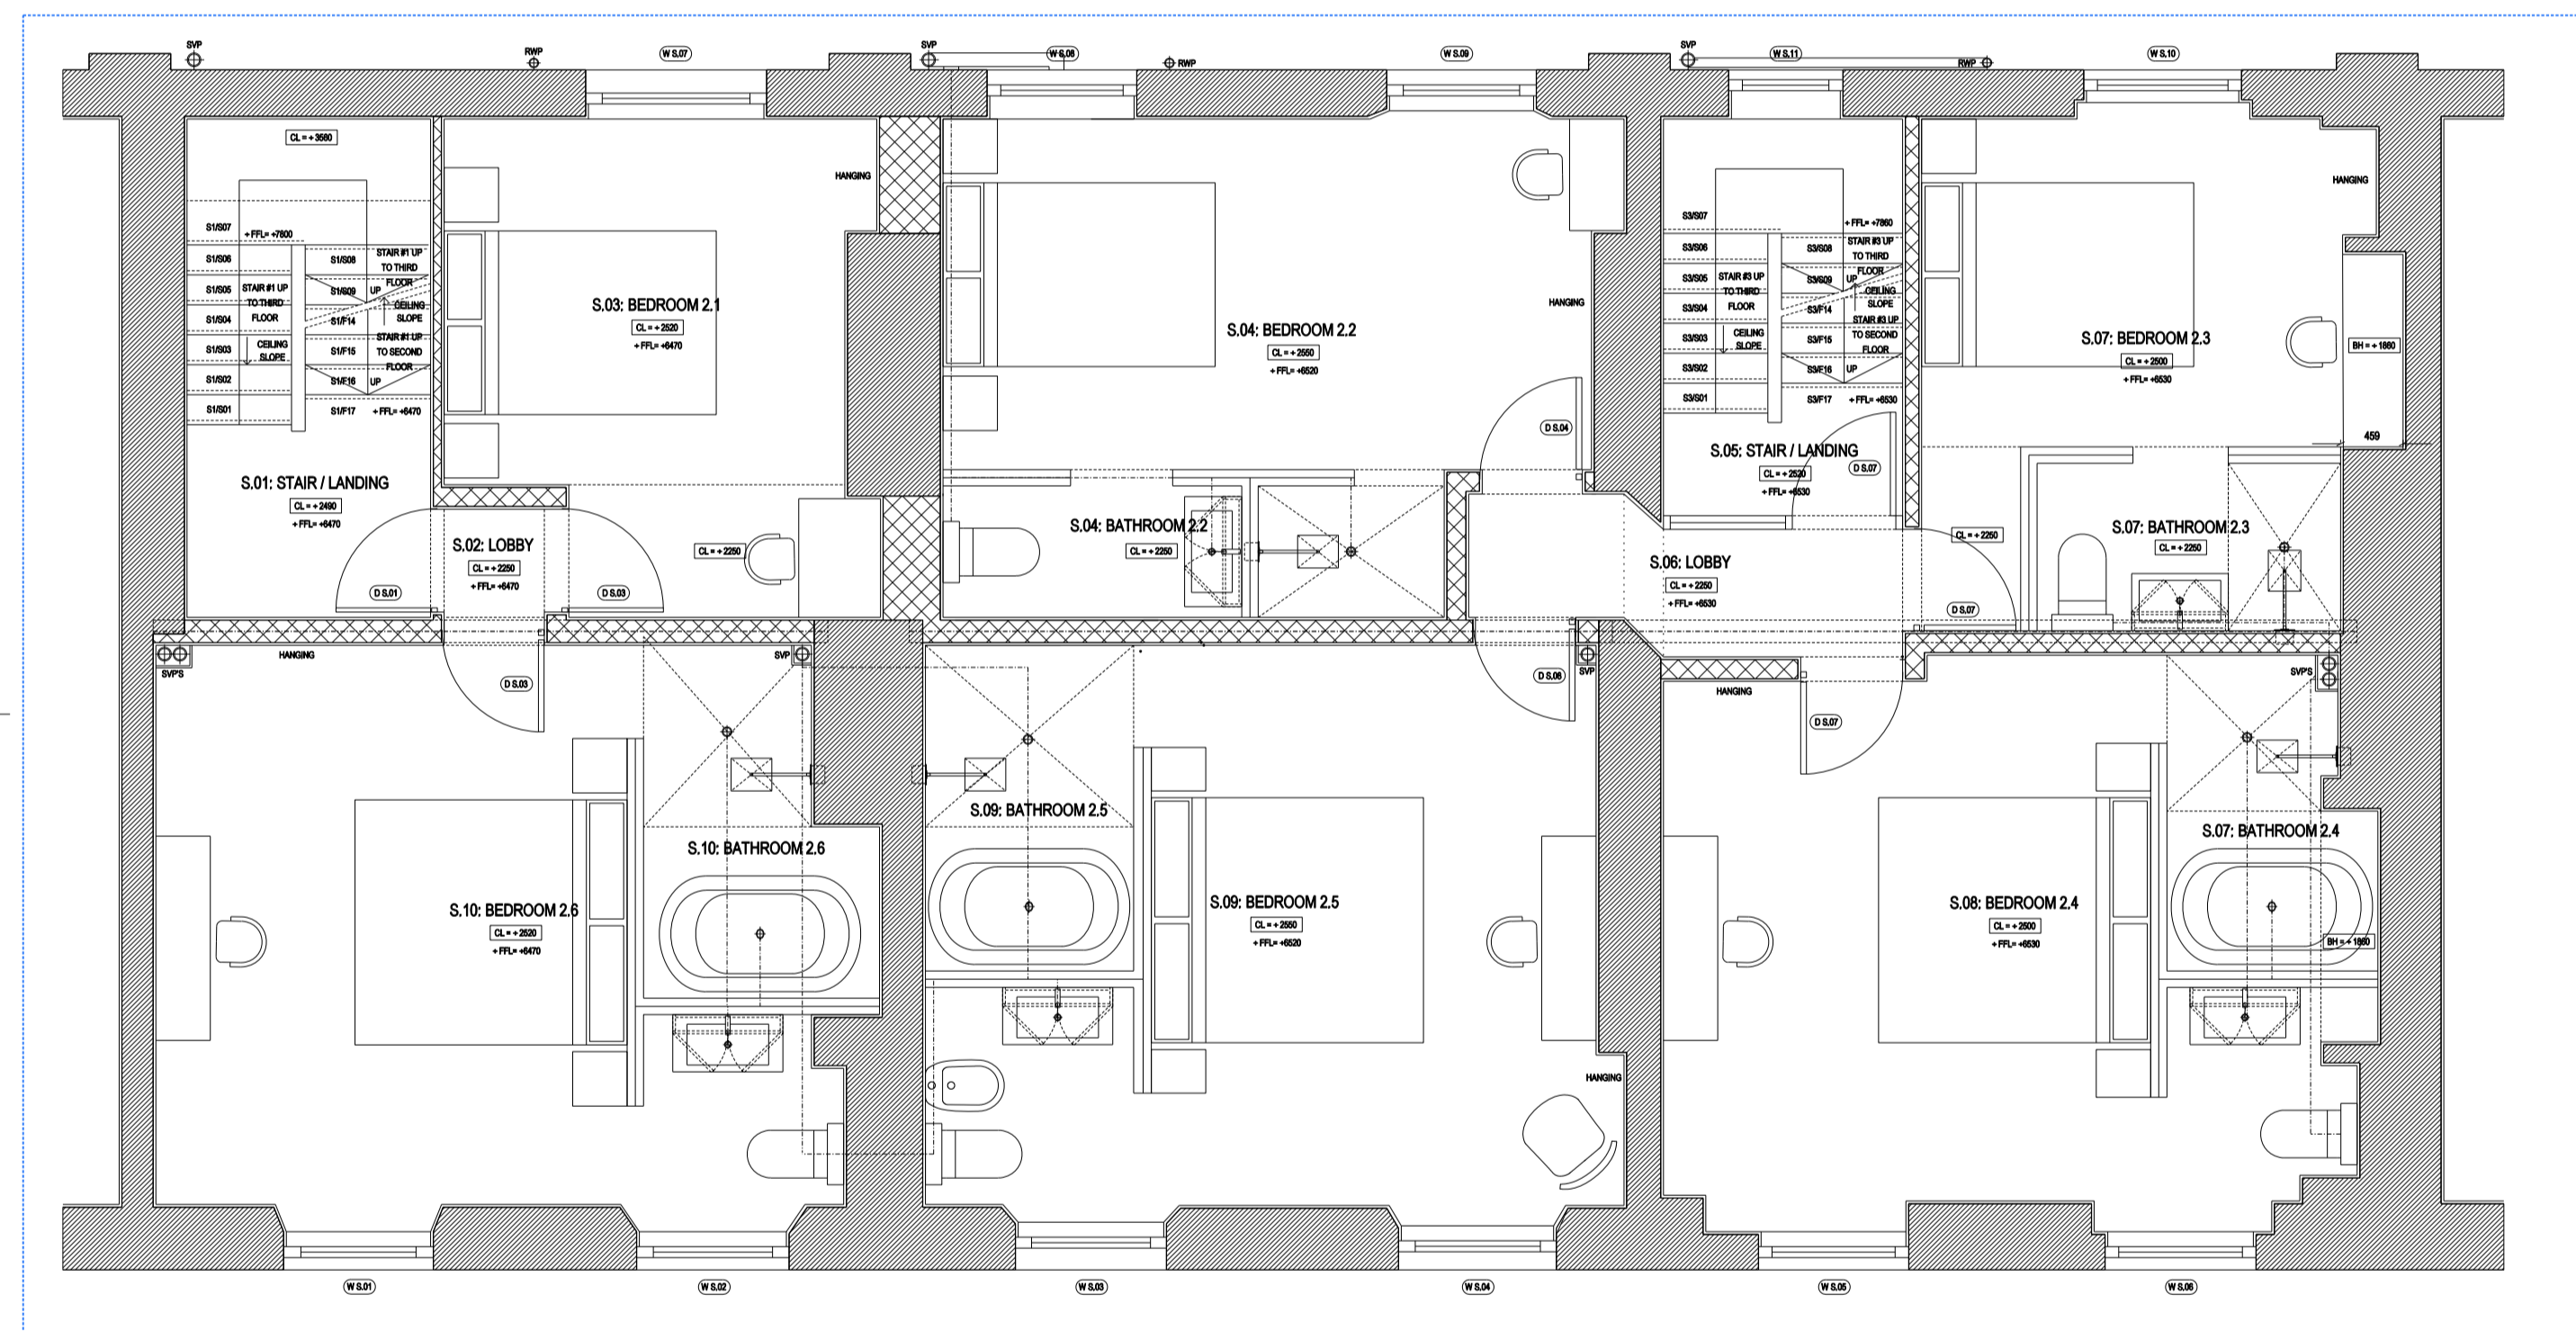 SVP
RWP
W S.07
SVP
W S.08
RWP
W S.09
SVP
W S.11
RWP
W S.10
CL = + 3560
HANGING
S1/S07
+ FFL= +7800
S1/S06
S1/S05
S1/S04
S1/S03
S1/S02
S1/S01
STAIR #1 UP
TO THIRD
FLOOR
CEILING
SLOPE
S1/S08
S1/S09
S1/F14
S1/F15
S1/F16
S1/F17
UP
UP
STAIR #1 UP
TO THIRD
FLOOR
CEILING
SLOPE
STAIR #1 UP
TO SECOND
FLOOR
+ FFL= +6470
S.01: STAIR / LANDING
CL = + 2490
+ FFL= +6470
S.03: BEDROOM 2.1
CL = + 2520
+ FFL= +6470
S.02: LOBBY
CL = + 2250
+ FFL= +6470
D S.01
D S.03
CL = + 2250
S.04: BEDROOM 2.2
CL = + 2550
+ FFL= +6520
HANGING
D S.04
S.04: BATHROOM 2.2
CL = + 2250
S3/S07
+ FFL= +7860
S3/S06
S3/S05
S3/S04
S3/S03
S3/S02
S3/S01
STAIR #3 UP
TO THIRD
FLOOR
CEILING
SLOPE
S3/S08
S3/S09
S3/F14
S3/F15
S3/F16
S3/F17
UP
UP
STAIR #3 UP
TO THIRD
FLOOR
CEILING
SLOPE
STAIR #3 UP
TO SECOND
FLOOR
+ FFL= +6530
S.05: STAIR / LANDING
CL = + 2520
+ FFL= +6530
D S.07
S.06: LOBBY
CL = + 2250
+ FFL= +6530
HANGING
S.07: BEDROOM 2.3
CL = + 2500
+ FFL= +6530
BH = + 1860
459
CL = + 2250
S.07: BATHROOM 2.3
CL = + 2250
D S.07
SVP'S
HANGING
D S.03
SVP
D S.08
SVP
HANGING
D S.07
SVP'S
S.10: BATHROOM 2.6
S.10: BEDROOM 2.6
CL = + 2520
+ FFL= +6470
S.09: BATHROOM 2.5
S.09: BEDROOM 2.5
CL = + 2550
+ FFL= +6520
HANGING
S.07: BATHROOM 2.4
S.08: BEDROOM 2.4
CL = + 2500
+ FFL= +6530
BH = + 1860
W S.01
W S.02
W S.03
W S.04
W S.05
W S.06